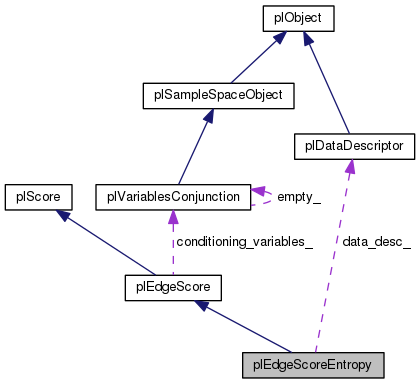 plObject
plSampleSpaceObject
plDataDescriptor
plScore
plVariablesConjunction
empty_
conditioning_variables_
data_desc_
plEdgeScore
plEdgeScoreEntropy